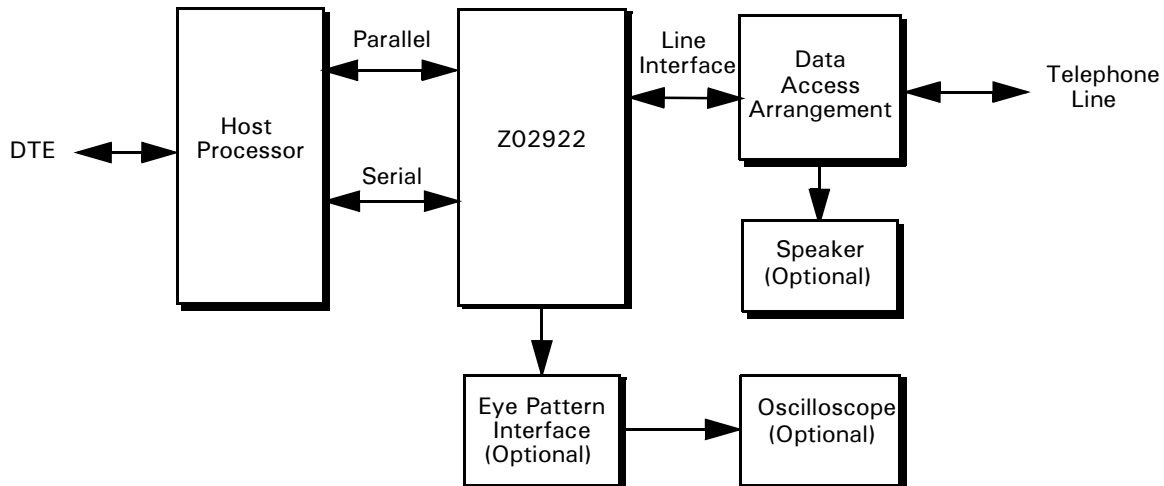 DTE
Host
Processor
Parallel
Serial
Z02922
Line
Interface
Data
Access
Arrangement
Telephone
Line
Speaker
(Optional)
Eye Pattern
Interface
(Optional)
Oscilloscope
(Optional)